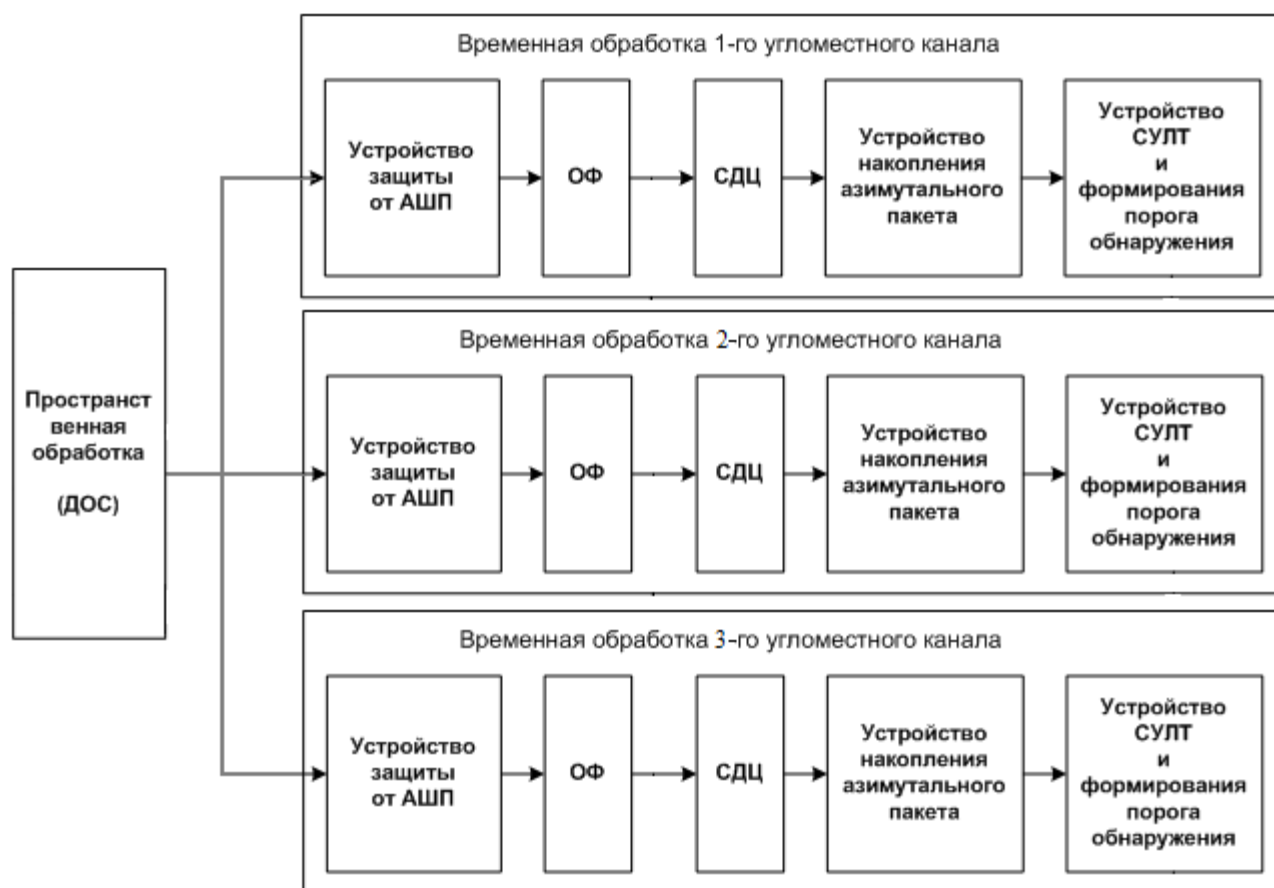 Временная обработка 1-го угломестного канала
Устройство
защиты
от АШП
ОФ
СДЦ
Устройство
накопления
азимутального
пакета
Устройство
СУЛТ
и
формирования
порога
обнаружения
Пространст
венная
обработка
(ДОС)
Временная обработка 2-го угломестного канала
Устройство
защиты
от АШП
ОФ
СДЦ
Устройство
накопления
азимутального
пакета
Устройство
СУЛТ
и
формирования
порога
обнаружения
Временная обработка 3-го угломестного канала
Устройство
защиты
от АШП
ОФ
СДЦ
Устройство
накопления
азимутального
пакета
Устройство
СУЛТ
и
формирования
порога
обнаружения